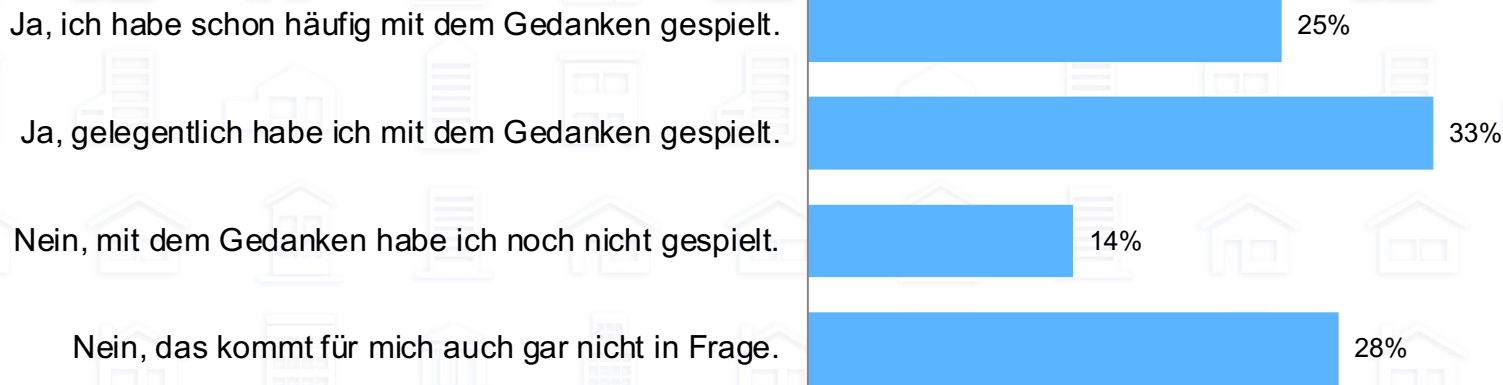 Ja, ich habe schon häufig mit dem Gedanken gespielt. 25%
Ja, gelegentlich habe ich mit dem Gedanken gespielt. 33%
Nein, mit dem Gedanken habe ich noch nicht gespielt. 14%
Nein, das kommt für mich auch gar nicht in Frage. 28%